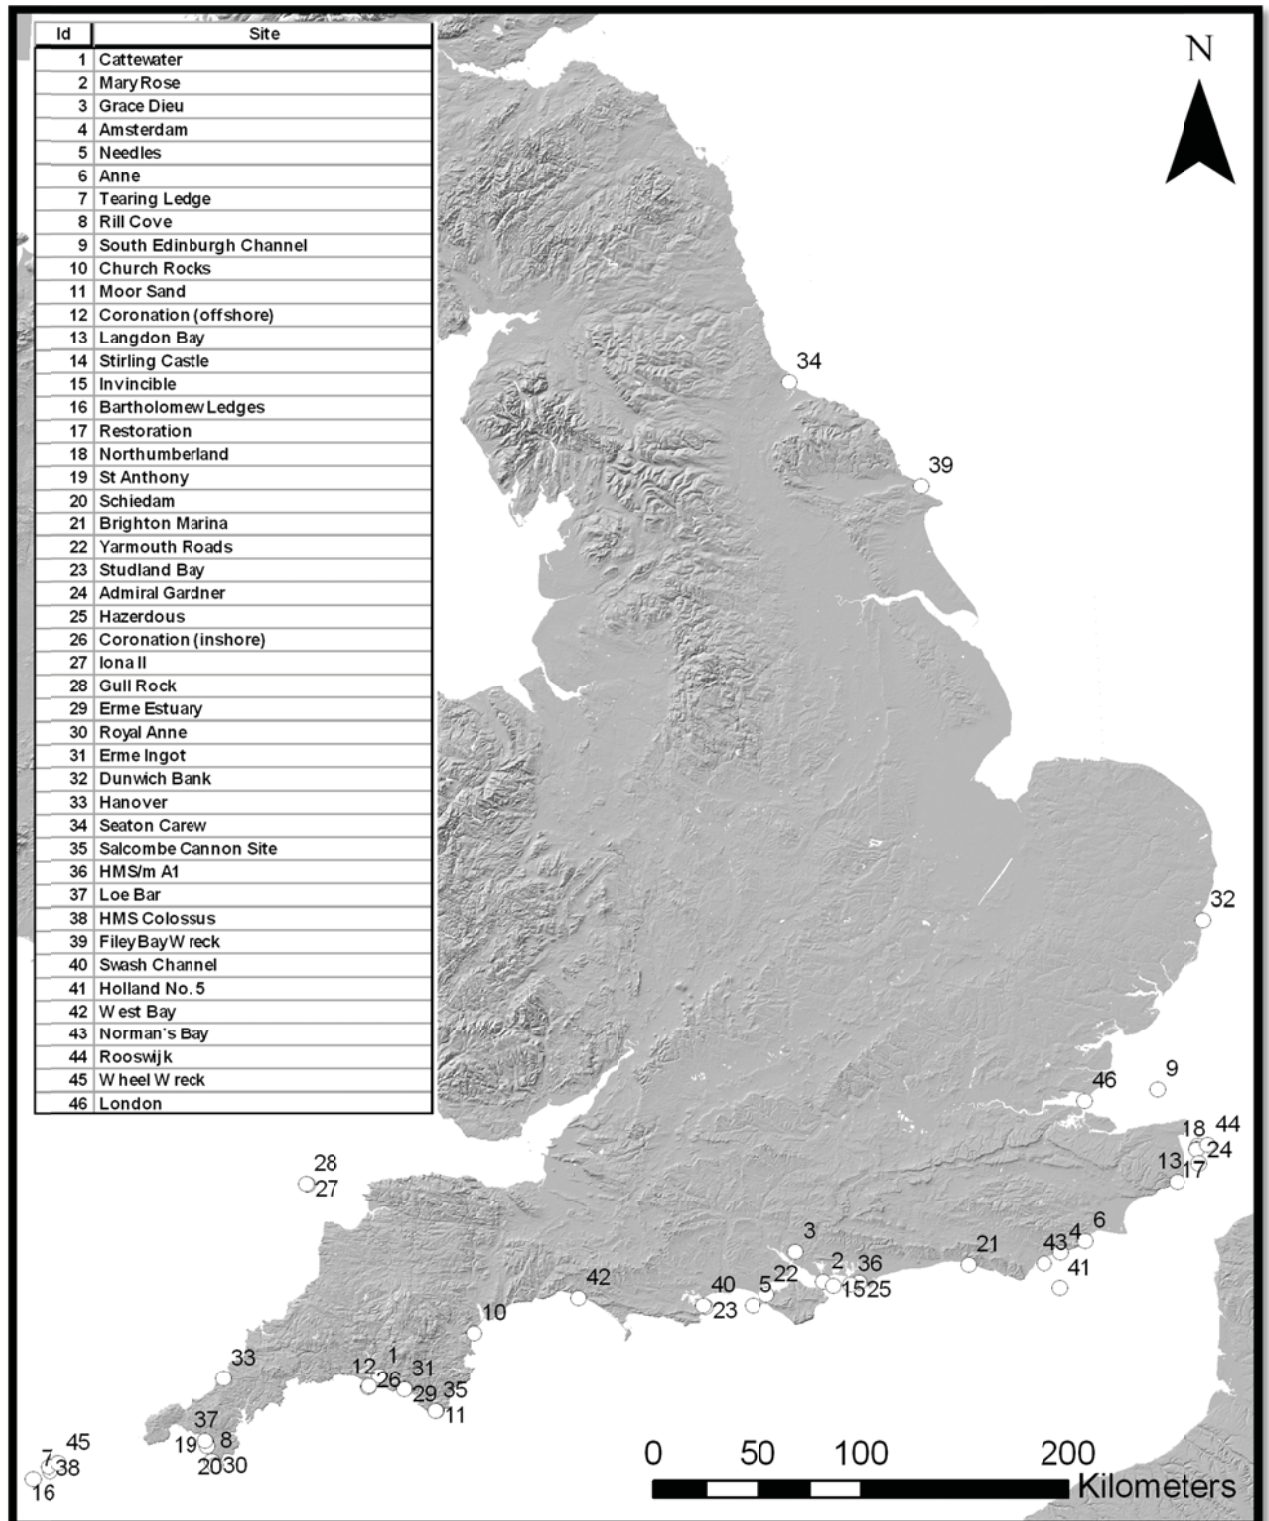 Id Site
1 Cattewater
2 Mary Rose
3 Grace Dieu
4 Amsterdam
5 Needles
6 Anne
7 Tearing Ledge
8 Rill Cove
9 South Edinburgh Channel
10 Church Rocks
11 Moor Sand
12 Coronation (offshore)
13 Langdon Bay
14 Stirling Castle
15 Invincible
16 Bartholomew Ledges
17 Restoration
18 Northumberland
19 St Anthony
20 Schiedam
21 Brighton Marina
22 Yarmouth Roads
23 Studland Bay
24 Admiral Gardner
25 Hazerdous
26 Coronation (inshore)
27 Iona II
28 Gull Rock
29 Erme Estuary
30 Royal Anne
31 Erme Ingot
32 Dunwich Bank
33 Hanover
34 Seaton Carew
35 Salcombe Cannon Site
36 HMS/m A1
37 Loe Bar
38 HMS Colossus
39 Filey Bay Wreck
40 Swash Channel
41 Holland No. 5
42 West Bay
43 Norman's Bay
44 Rooswijk
45 Wheel Wreck
46 London
N
34
39
32
46 9
18 44
24
13 17
28
27
3
4 6
43
21
41
2 36
22
15 25
42
40 5
23
10
33
12 1 31
26 29 35
11
37
19 8
20 30
7 45
38
16
0 50 100 200
Kilometers